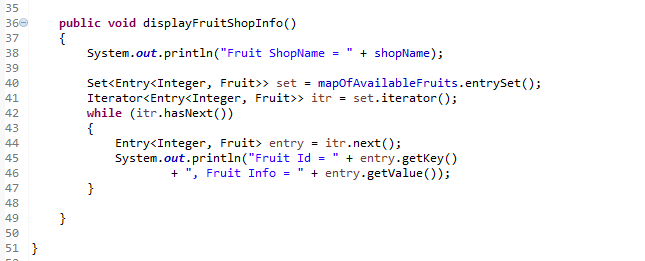 35
36 public void displayFruitShopInfo()
37 {
38 System.out.println("Fruit ShopName = " + shopName);
39
40 Set<Entry<Integer, Fruit>> set = mapOfAvailableFruits.entrySet();
41 Iterator<Entry<Integer, Fruit>> itr = set.iterator();
42 while (itr.hasNext())
43 {
44 Entry<Integer, Fruit> entry = itr.next();
45 System.out.println("Fruit Id = " + entry.getKey()
46 + ", Fruit Info = " + entry.getValue());
47 }
48
49 }
50
51 }